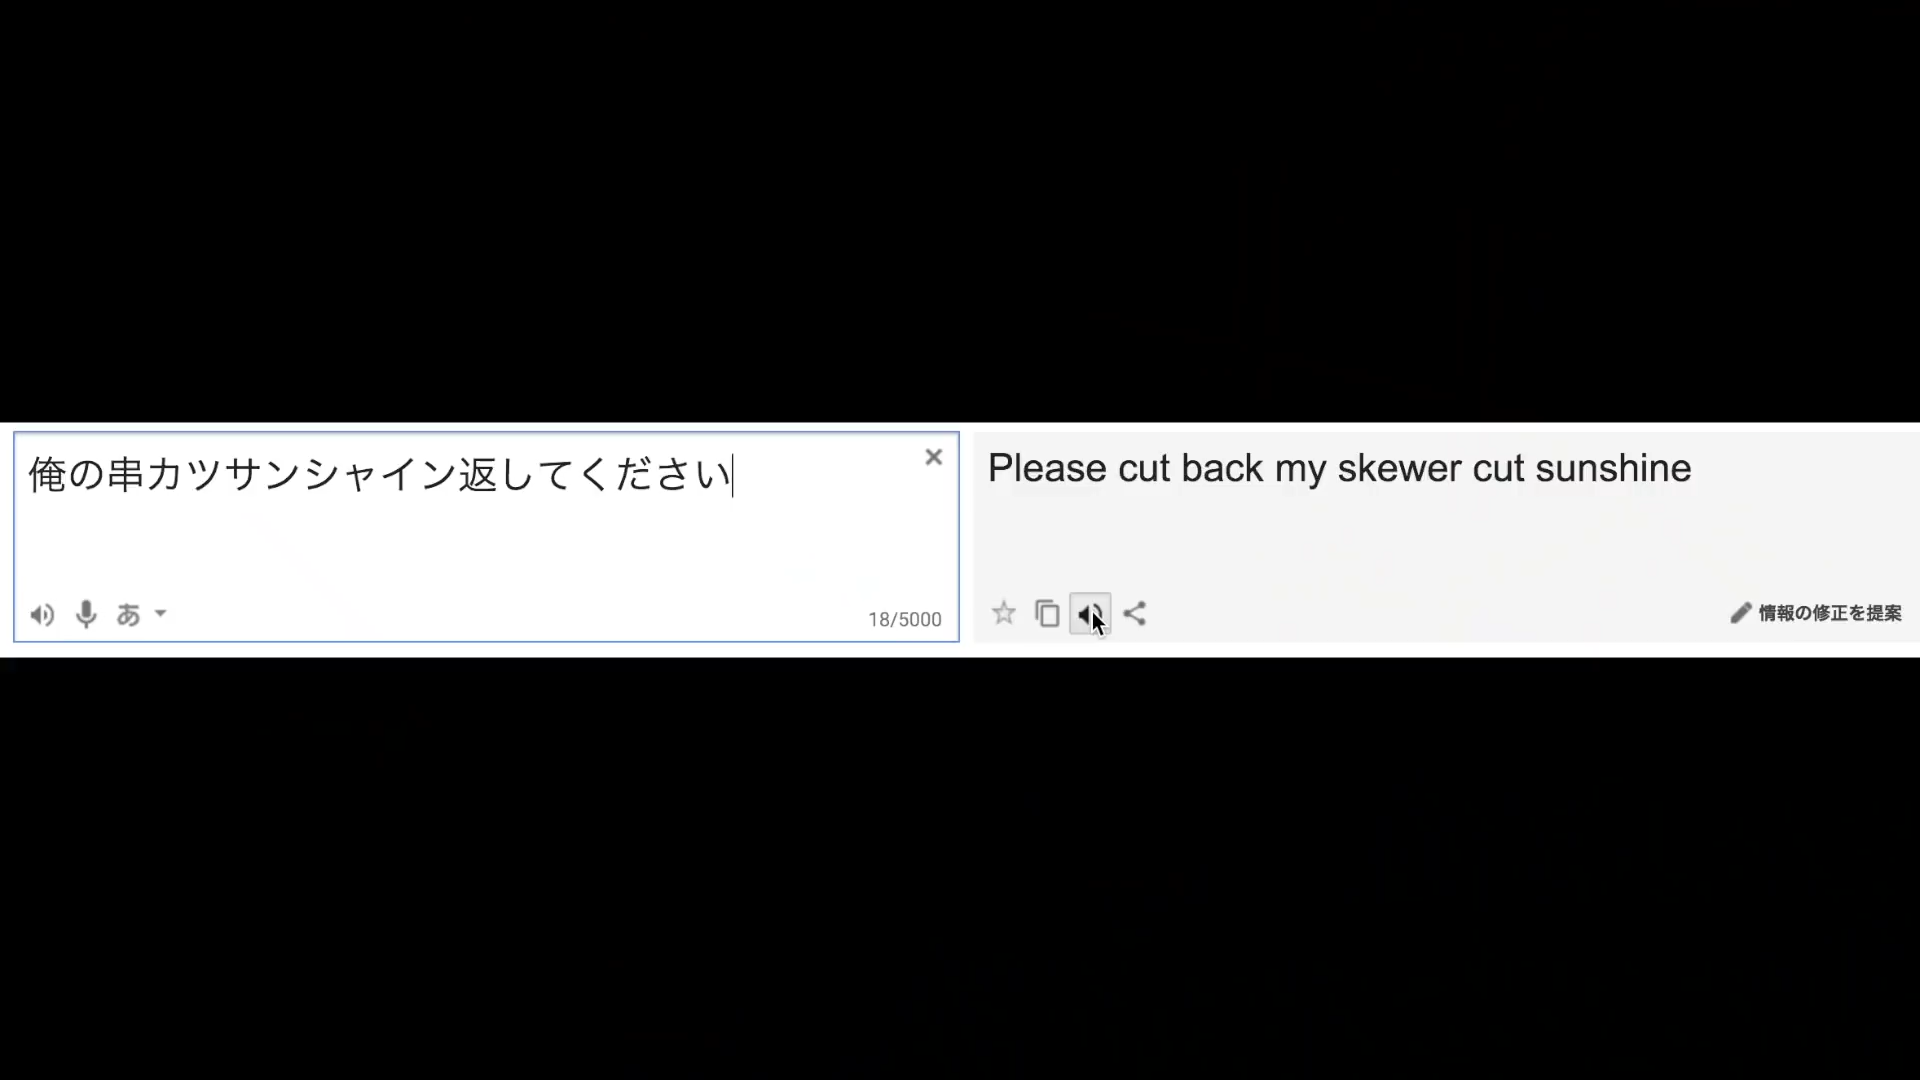 俺の串カツサンシャイン返してください
Please cut back my skewer cut sunshine
あ
18/5000
情報の修正を提案